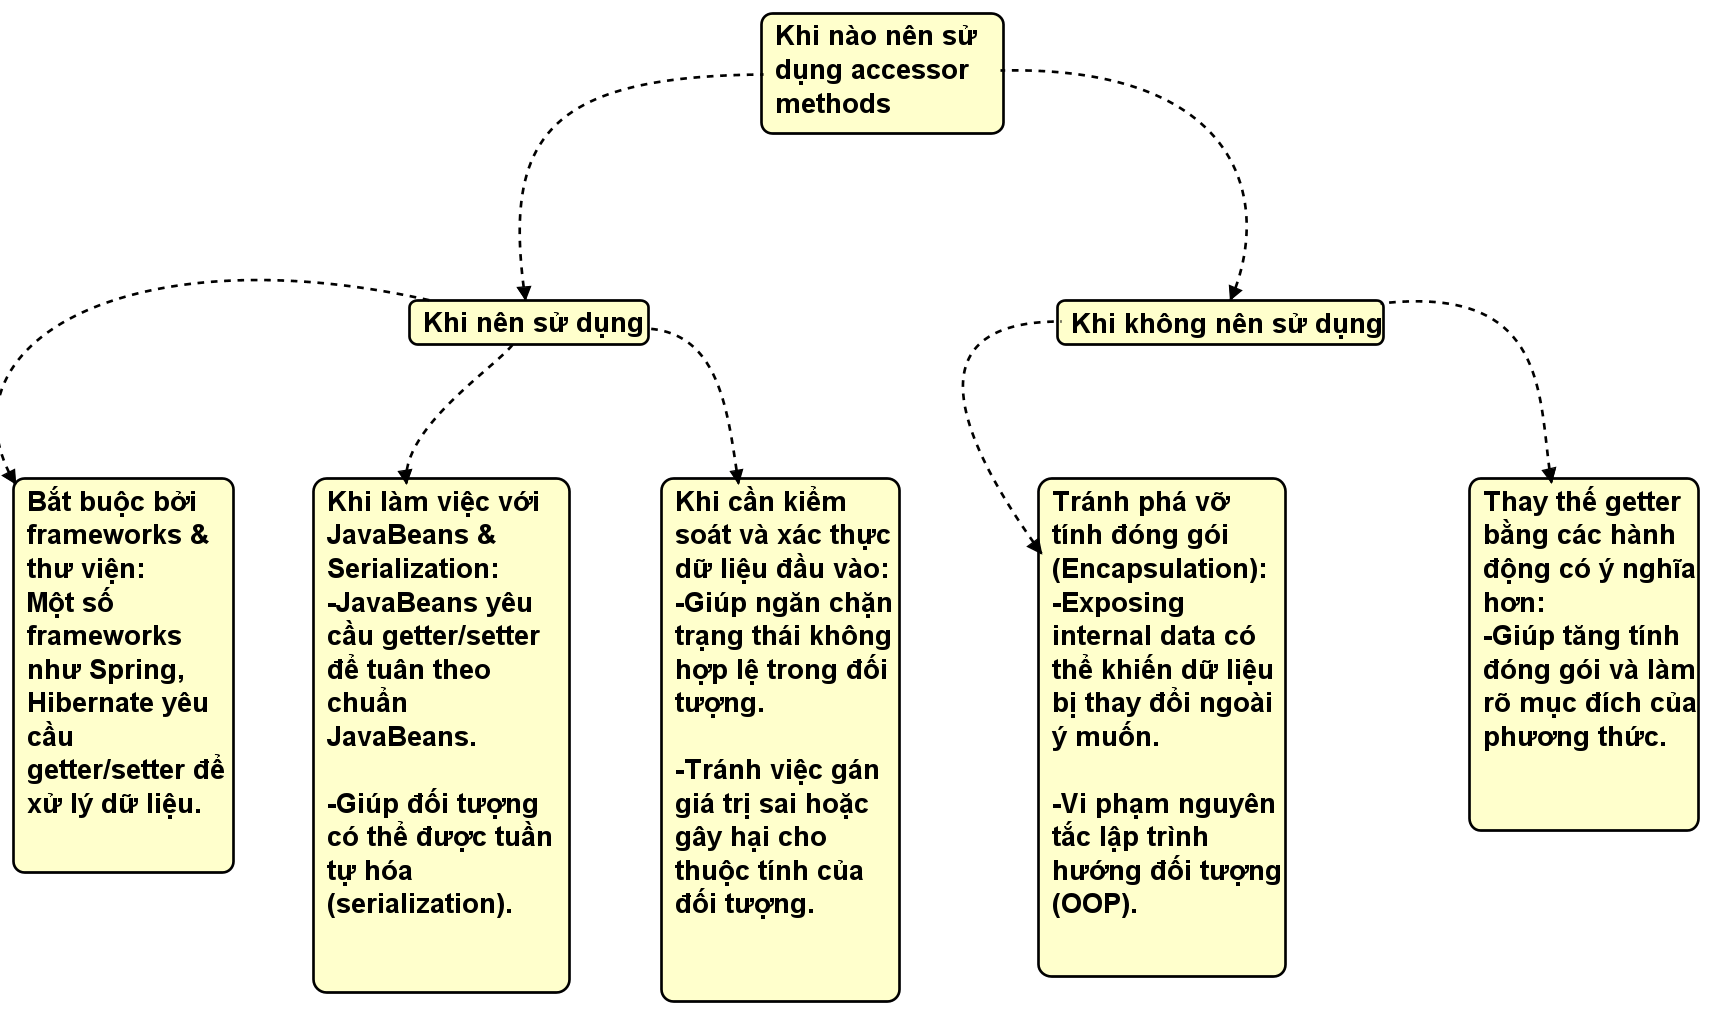 Khi nào nên sử
dụng accessor
methods
Khi nên sử dụng
Khi không nên sử dụng
Bắt buộc bởi
frameworks &
thư viện:
Một số
frameworks
như Spring,
Hibernate yêu
cầu
getter/setter để
xử lý dữ liệu.
Khi làm việc với
JavaBeans &
Serialization:
-JavaBeans yêu
cầu getter/setter
để tuân theo
chuẩn
JavaBeans.
-Giúp đối tượng
có thể được tuần
tự hóa
(serialization).
Khi cần kiểm
soát và xác thực
dữ liệu đầu vào:
-Giúp ngăn chặn
trạng thái không
hợp lệ trong đối
tượng.
-Tránh việc gán
giá trị sai hoặc
gây hại cho
thuộc tính của
đối tượng.
Tránh phá vỡ
tính đóng gói
(Encapsulation):
-Exposing
internal data có
thể khiến dữ liệu
bị thay đổi ngoài
ý muốn.
-Vi phạm nguyên
tắc lập trình
hướng đối tượng
(OOP).
Thay thế getter
bằng các hành
động có ý nghĩa
hơn:
-Giúp tăng tính
đóng gói và làm
rõ mục đích của
phương thức.